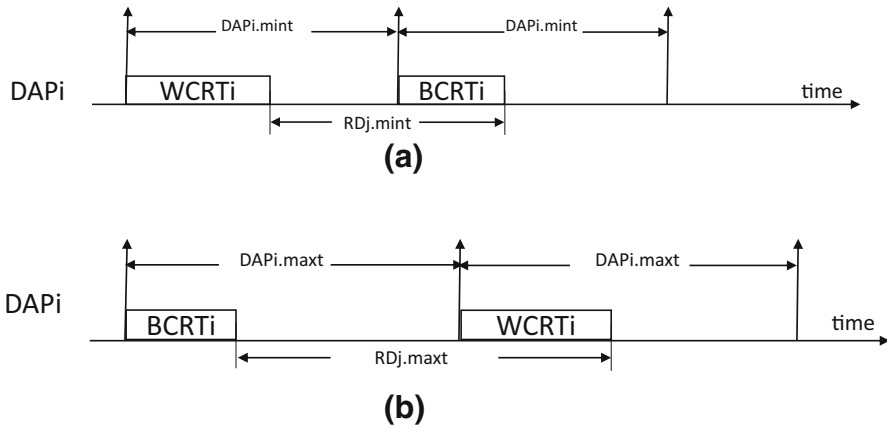 DAPi.mint DAPi.mint
DAPi WCRTi BCRTi time
RDj.mint
(a)
DAPi.maxt DAPi.maxt
DAPi BCRTi WCRTi time
RDj.maxt
(b)